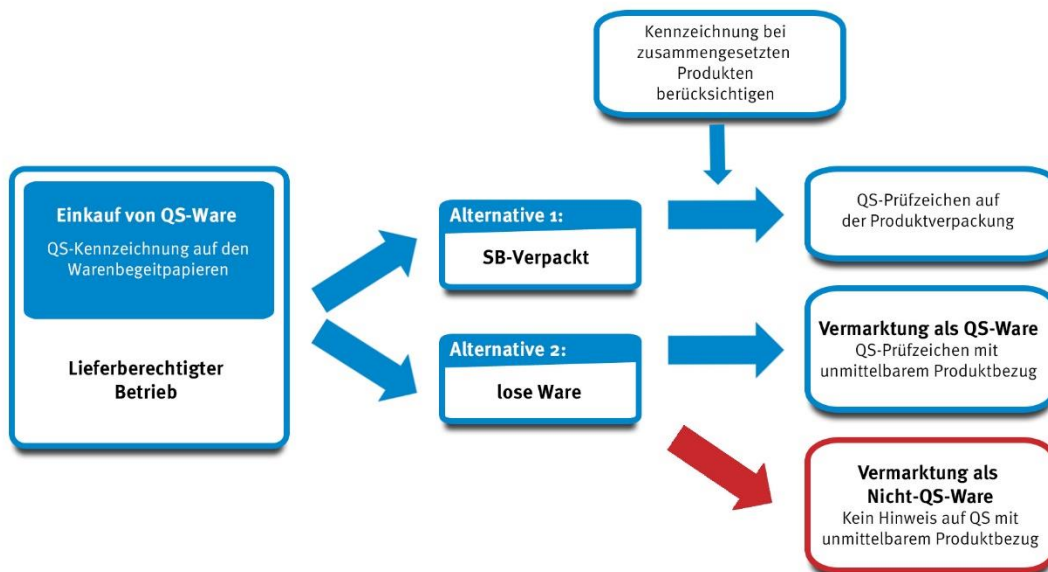 Kennzeichnung bei
zusammengesetzten
Produkten
berücksichtigen
Einkauf von QS-Ware
QS-Kennzeichnung auf den
Warenbegeitpapieren
Lieferberechtigter
Betrieb
Alternative 1:
SB-Verpackt
QS-Prüfzeichen auf
der Produktverpackung
Alternative 2:
lose Ware
Vermarktung als QS-Ware
QS-Prüfzeichen mit
unmittelbarem Produktbezug
Vermarktung als
Nicht-QS-Ware
Kein Hinweis auf QS mit
unmittelbarem Produktbezug